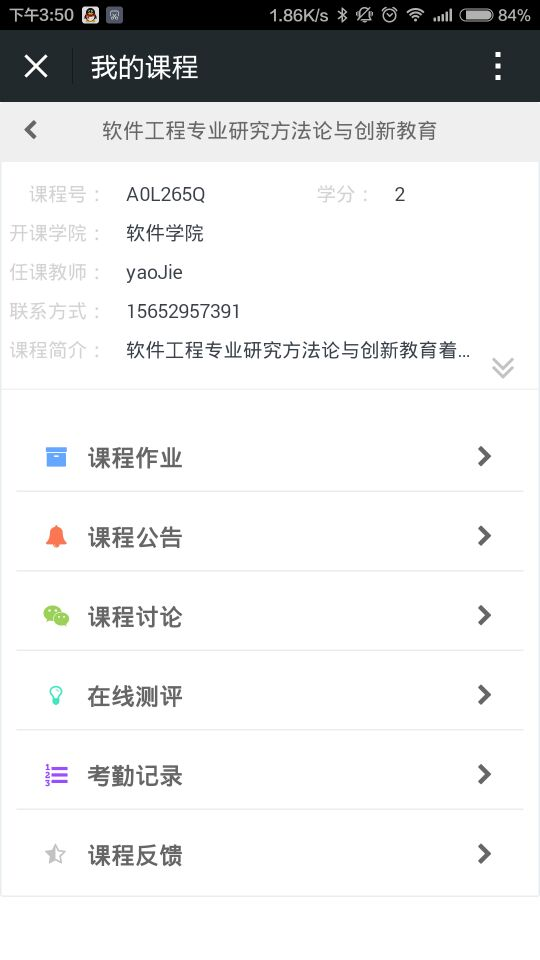 下午3:50 1.86K/s 84%
我的课程
软件工程专业研究方法论与创新教育
课程号： A0L265Q 学分： 2
开课学院： 软件学院
任课教师： yaoJie
联系方式： 15652957391
课程简介： 软件工程专业研究方法论与创新教育着...
课程作业
课程公告
课程讨论
在线测评
考勤记录
课程反馈